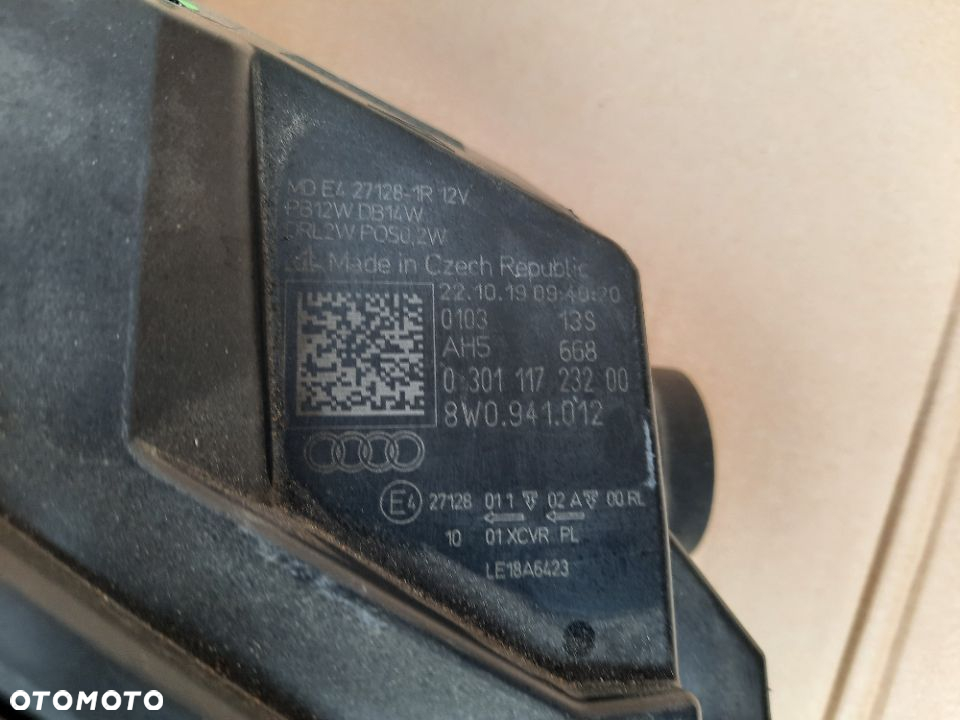 MD E4 27128-1R 12V
PB12W DB14W
DRL2W POS0,2W
Made in Czech Republic
22.10.19 09:40:20
0103 13S
AH5 668
0 301 117 232 00
8W0.941.012
E4 27128 01 1 02 A 00 RL
10 01 XCVR PL
LE18A6423
OTOMOTO